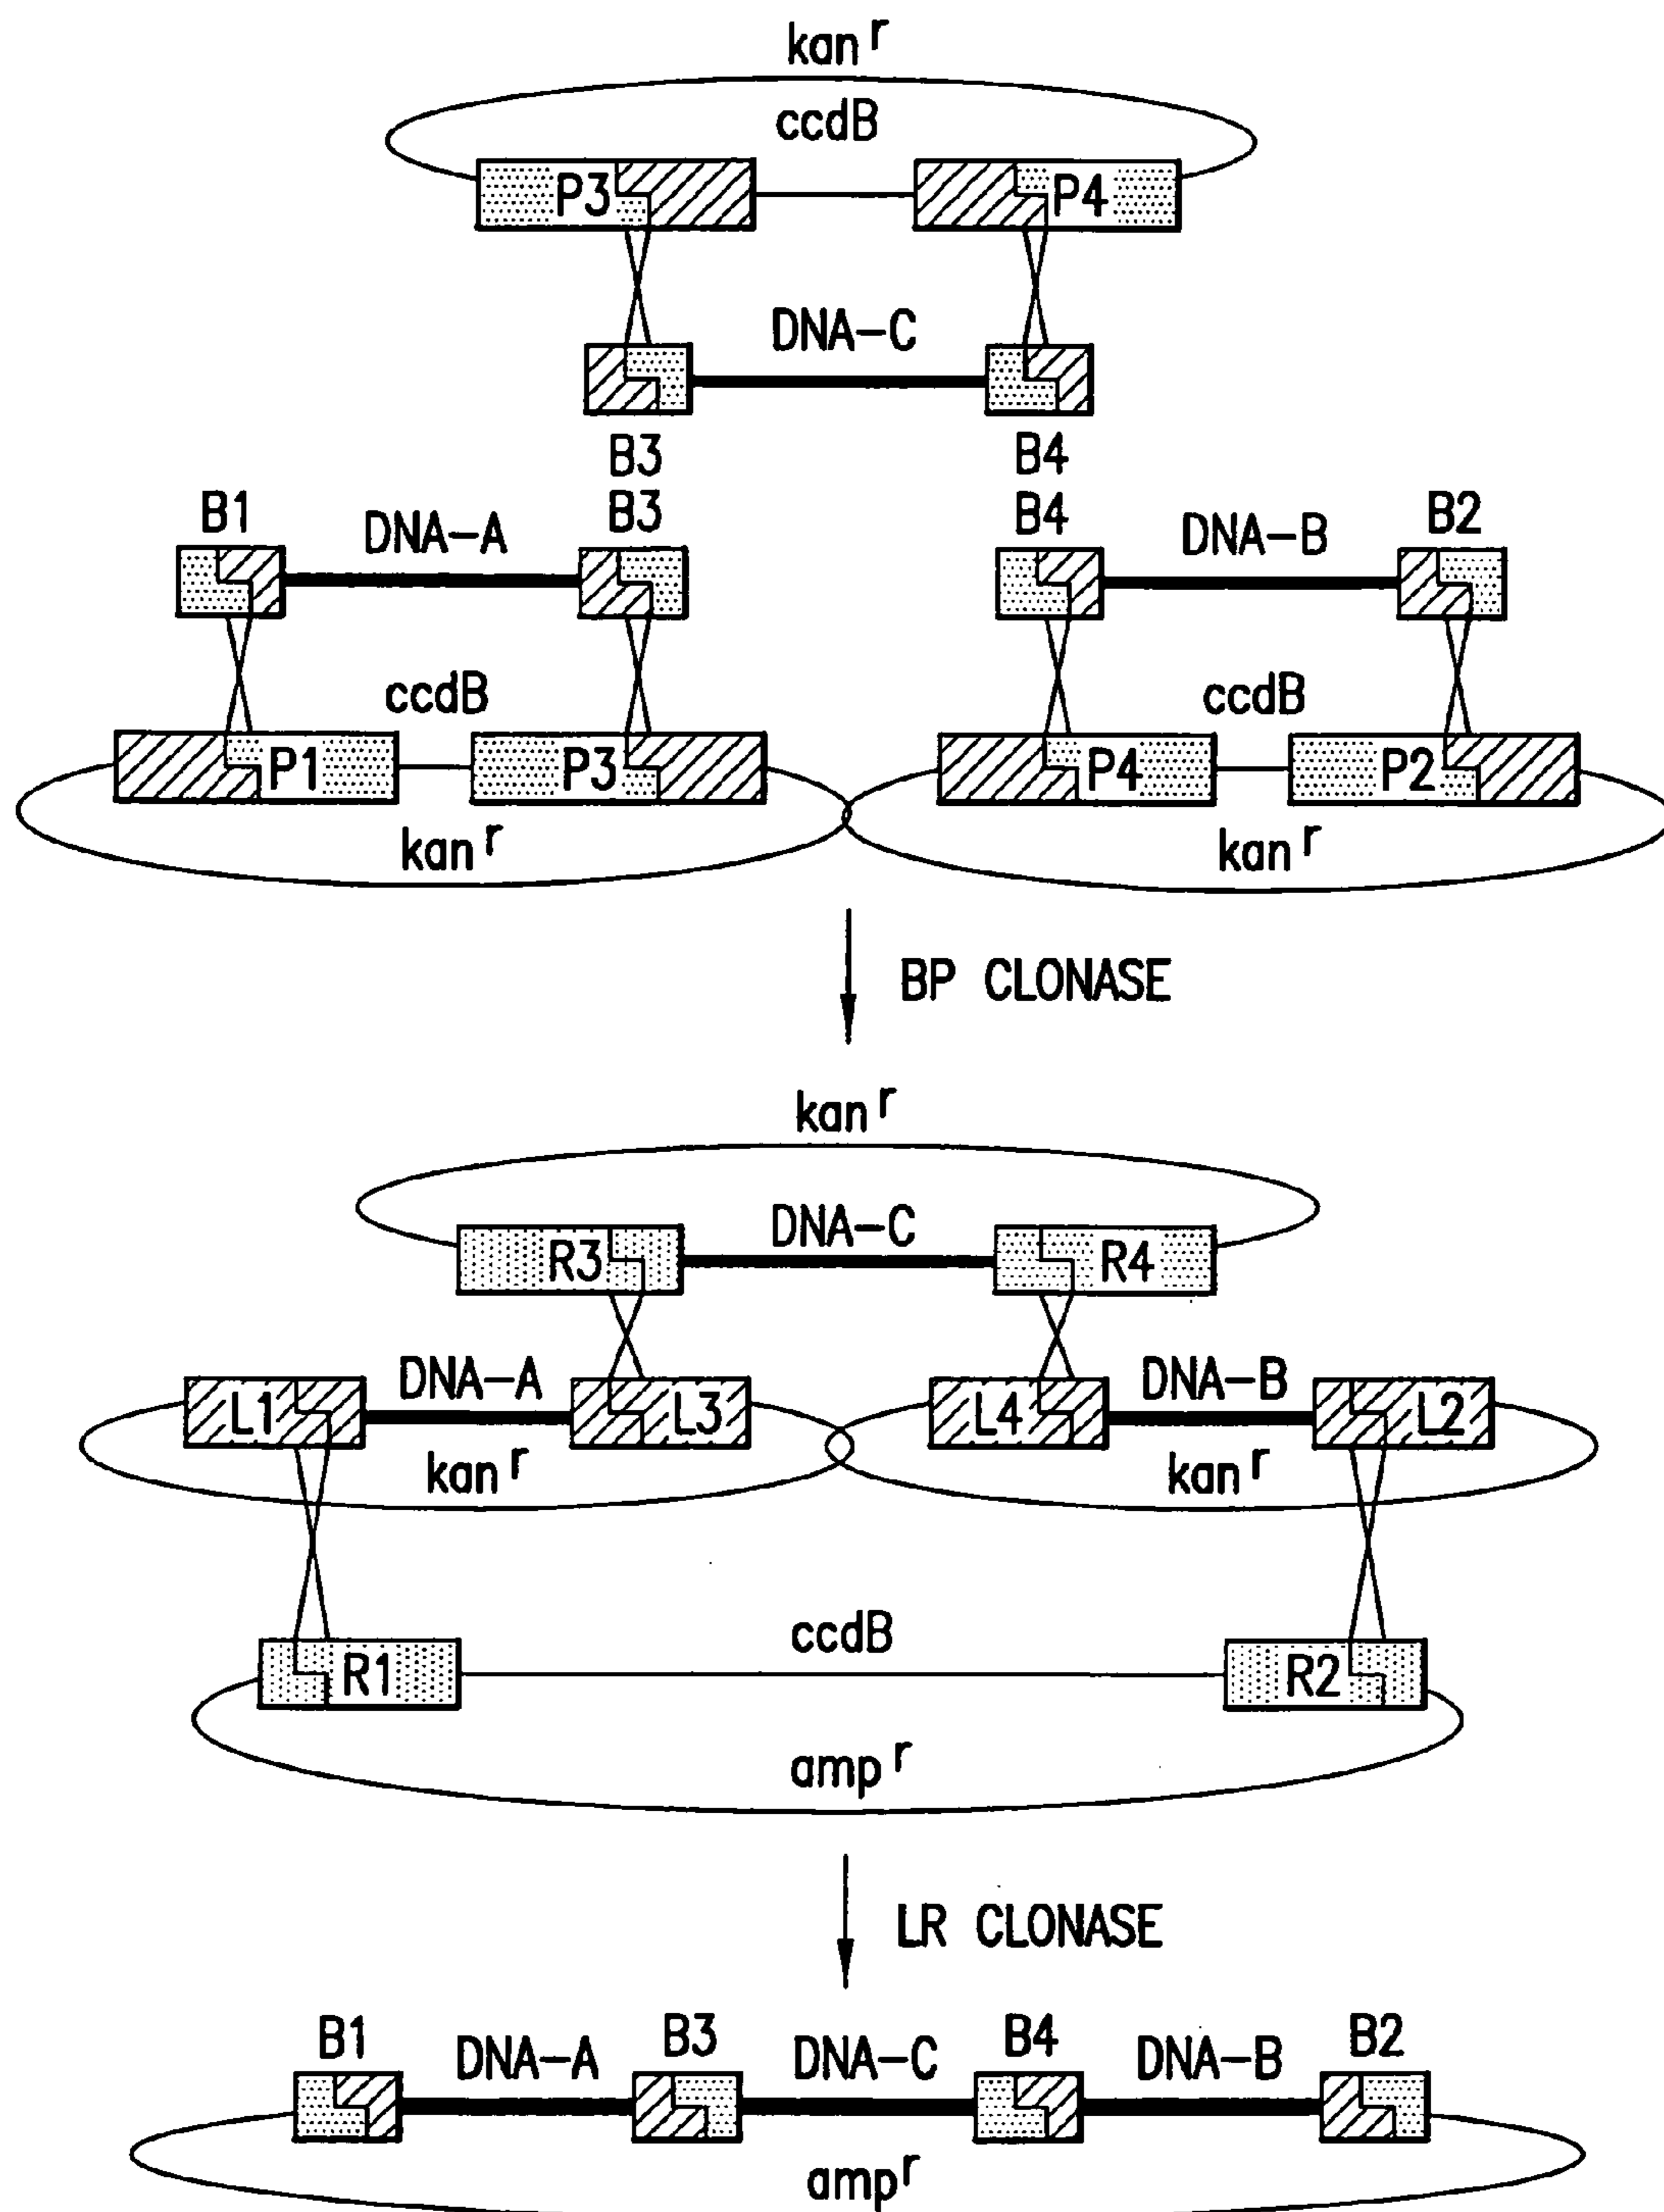 kan r
ccdB
P3 P4
DNA-C
B3 B4
B1 DNA-A B3 B4 DNA-B B2
ccdB ccdB
P1 P3 P4 P2
kan r kan r
BP CLONASE
kan r
DNA-C
R3 R4
DNA-A DNA-B
L1 L3 L4 L2
kan r kan r
ccdB
R1 R2
amp r
LR CLONASE
B1 DNA-A B3 DNA-C B4 DNA-B B2
amp r